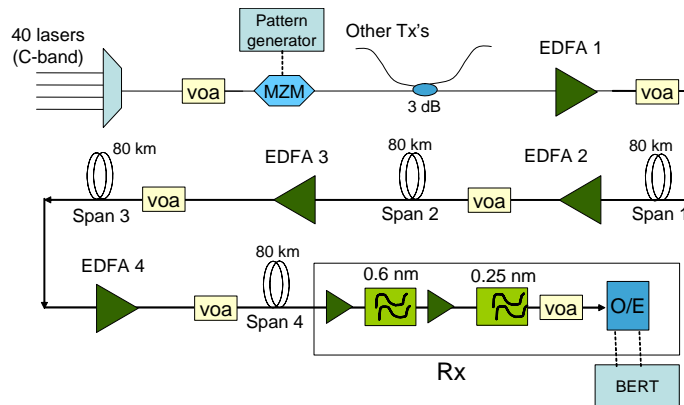 40 lasers
(C-band)
voa
Pattern
generator
MZM
Other Tx's
3 dB
EDFA 1
voa
80 km
Span 3
voa
EDFA 3
80 km
Span 2
voa
EDFA 2
80 km
Span 1
EDFA 4
voa
80 km
Span 4
0.6 nm
0.25 nm
voa
O/E
Rx
BERT